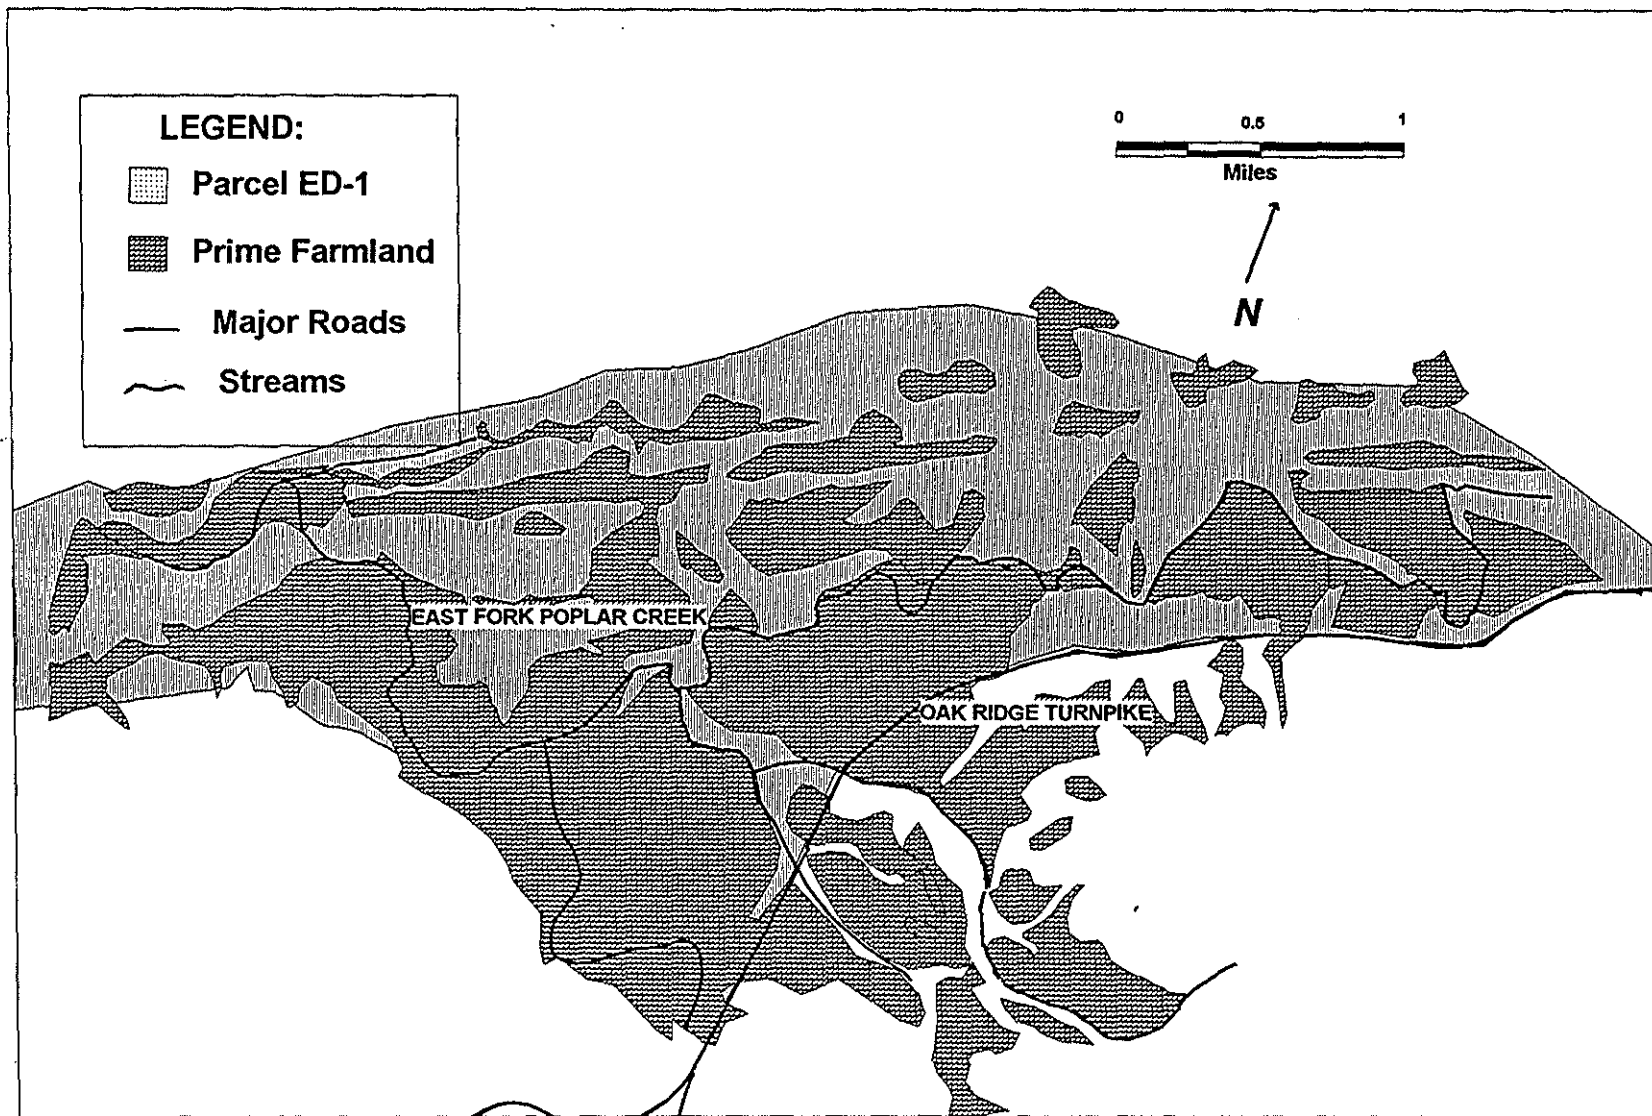 LEGEND:
Parcel ED-1
Prime Farmland
Major Roads
Streams
0 0.5 1
Miles
N
EAST FORK POPLAR CREEK
OAK RIDGE TURNPIKE